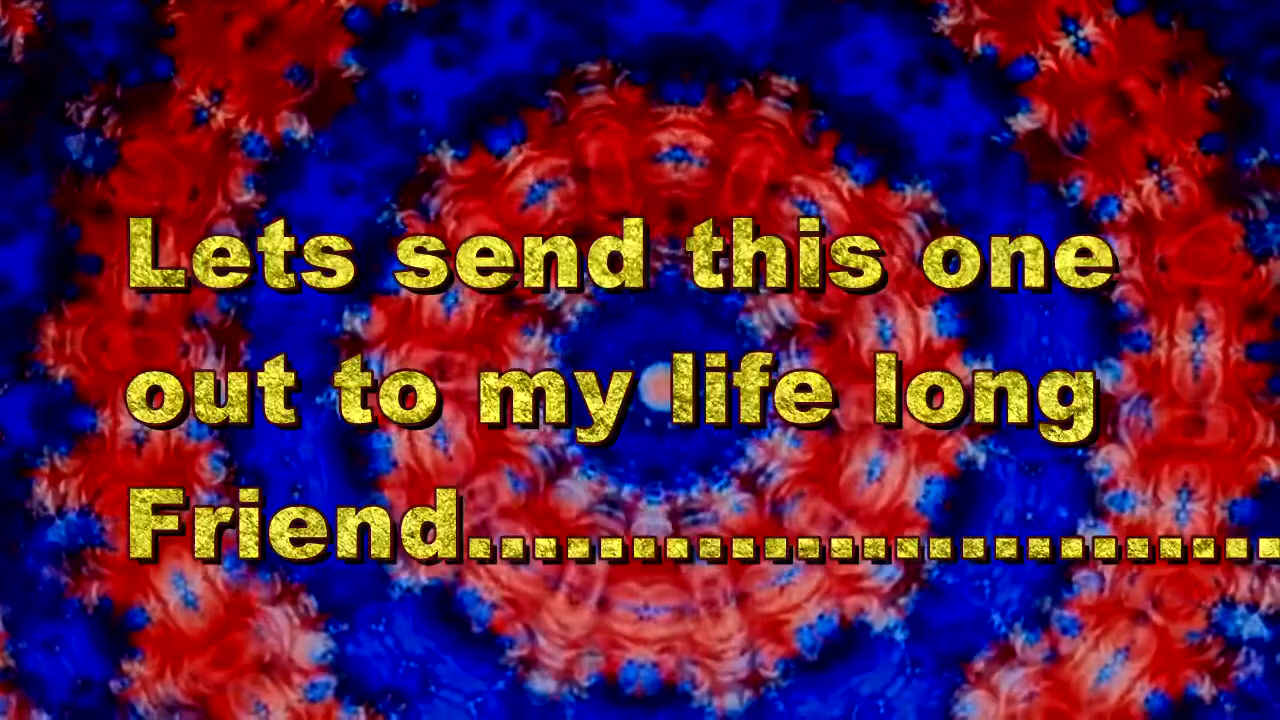 Lets send this one
out to my life long
Friend.........................